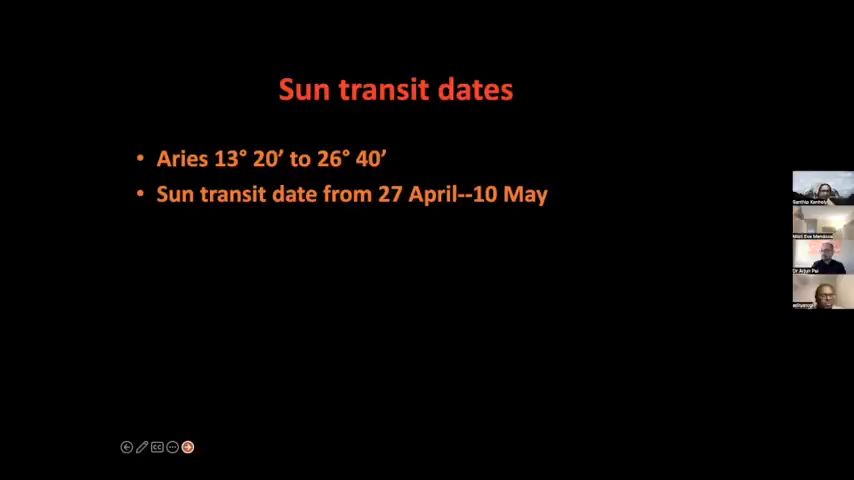 Sun transit dates
• Aries 13° 20’ to 26° 40’
• Sun transit date from 27 April--10 May
Dr Arjun Pai
CC